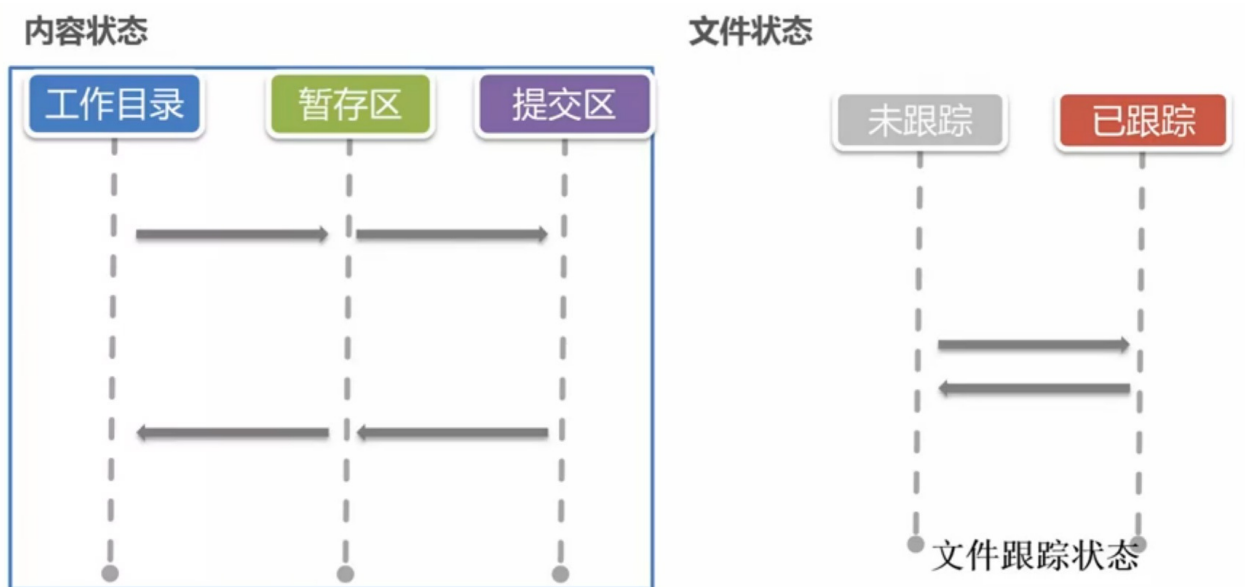 内容状态
文件状态
工作目录
暂存区
提交区
未跟踪
已跟踪
文件跟踪状态